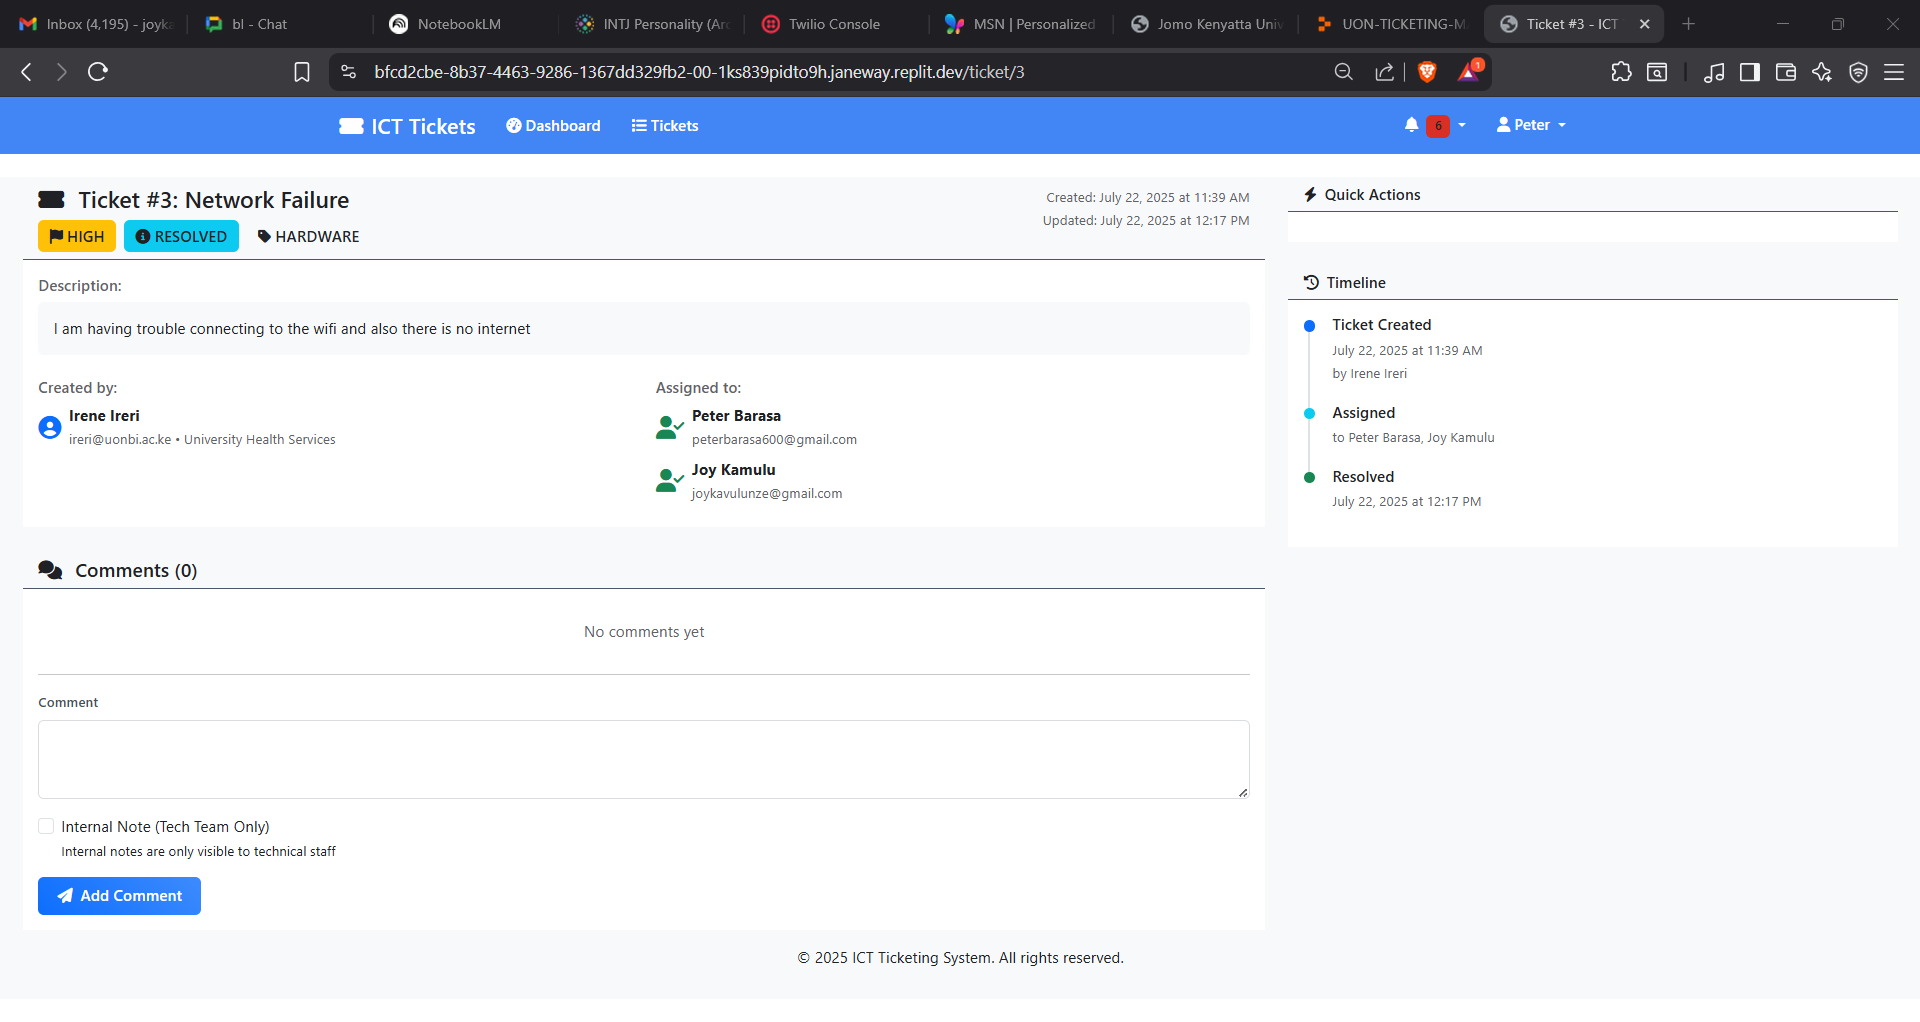 Inbox (4,195) - joyka
bl - Chat
NotebookLM
INTJ Personality (Arc
Twilio Console
MSN | Personalized
Jomo Kenyatta Univ
UON-TICKETING-M
Ticket #3 - ICT
bfcd2cbe-8b37-4463-9286-1367dd329fb2-00-1ks839pidto9h.janeway.replit.dev/ticket/3
1
ICT Tickets
Dashboard
Tickets
6
Peter
Ticket #3: Network Failure
HIGH
RESOLVED
HARDWARE
Created: July 22, 2025 at 11:39 AM
Updated: July 22, 2025 at 12:17 PM
Description:
I am having trouble connecting to the wifi and also there is no internet
Created by:
Irene Ireri
ireri@uonbi.ac.ke • University Health Services
Assigned to:
Peter Barasa
peterbarasa600@gmail.com
Joy Kamulu
joykavulunze@gmail.com
Comments (0)
No comments yet
Comment
Internal Note (Tech Team Only)
Internal notes are only visible to technical staff
Add Comment
Quick Actions
Timeline
Ticket Created
July 22, 2025 at 11:39 AM
by Irene Ireri
Assigned
to Peter Barasa, Joy Kamulu
Resolved
July 22, 2025 at 12:17 PM
© 2025 ICT Ticketing System. All rights reserved.